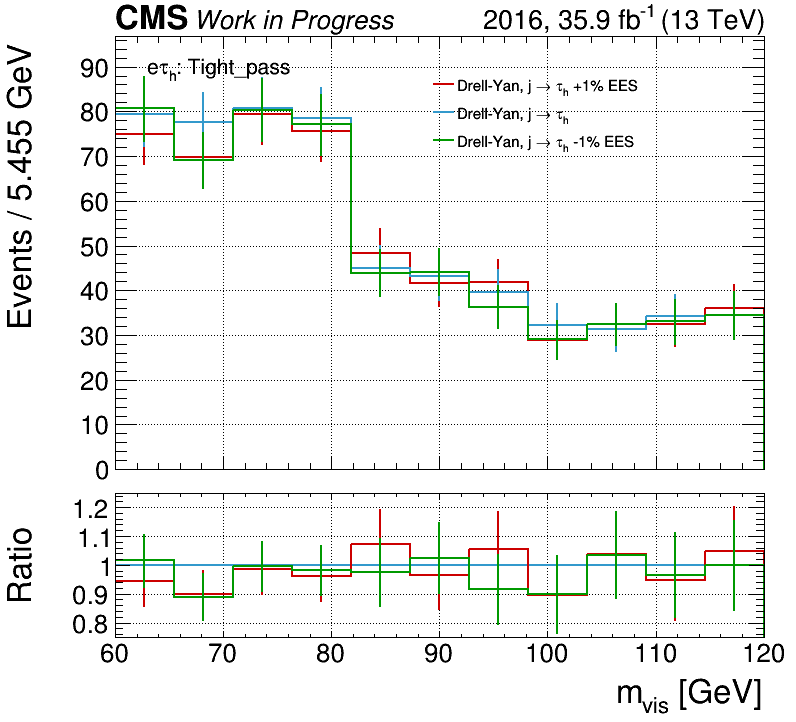 CMS Work in Progress 2016, 35.9 fb⁻¹ (13 TeV)
Events / 5.455 GeV
eτₕ: Tight_pass
Drell-Yan, j → τₕ +1% EES
Drell-Yan, j → τₕ
Drell-Yan, j → τₕ -1% EES
90
80
70
60
50
40
30
20
10
0
Ratio
1.2
1.1
1
0.9
0.8
60 70 80 90 100 110 120
m_vis [GeV]